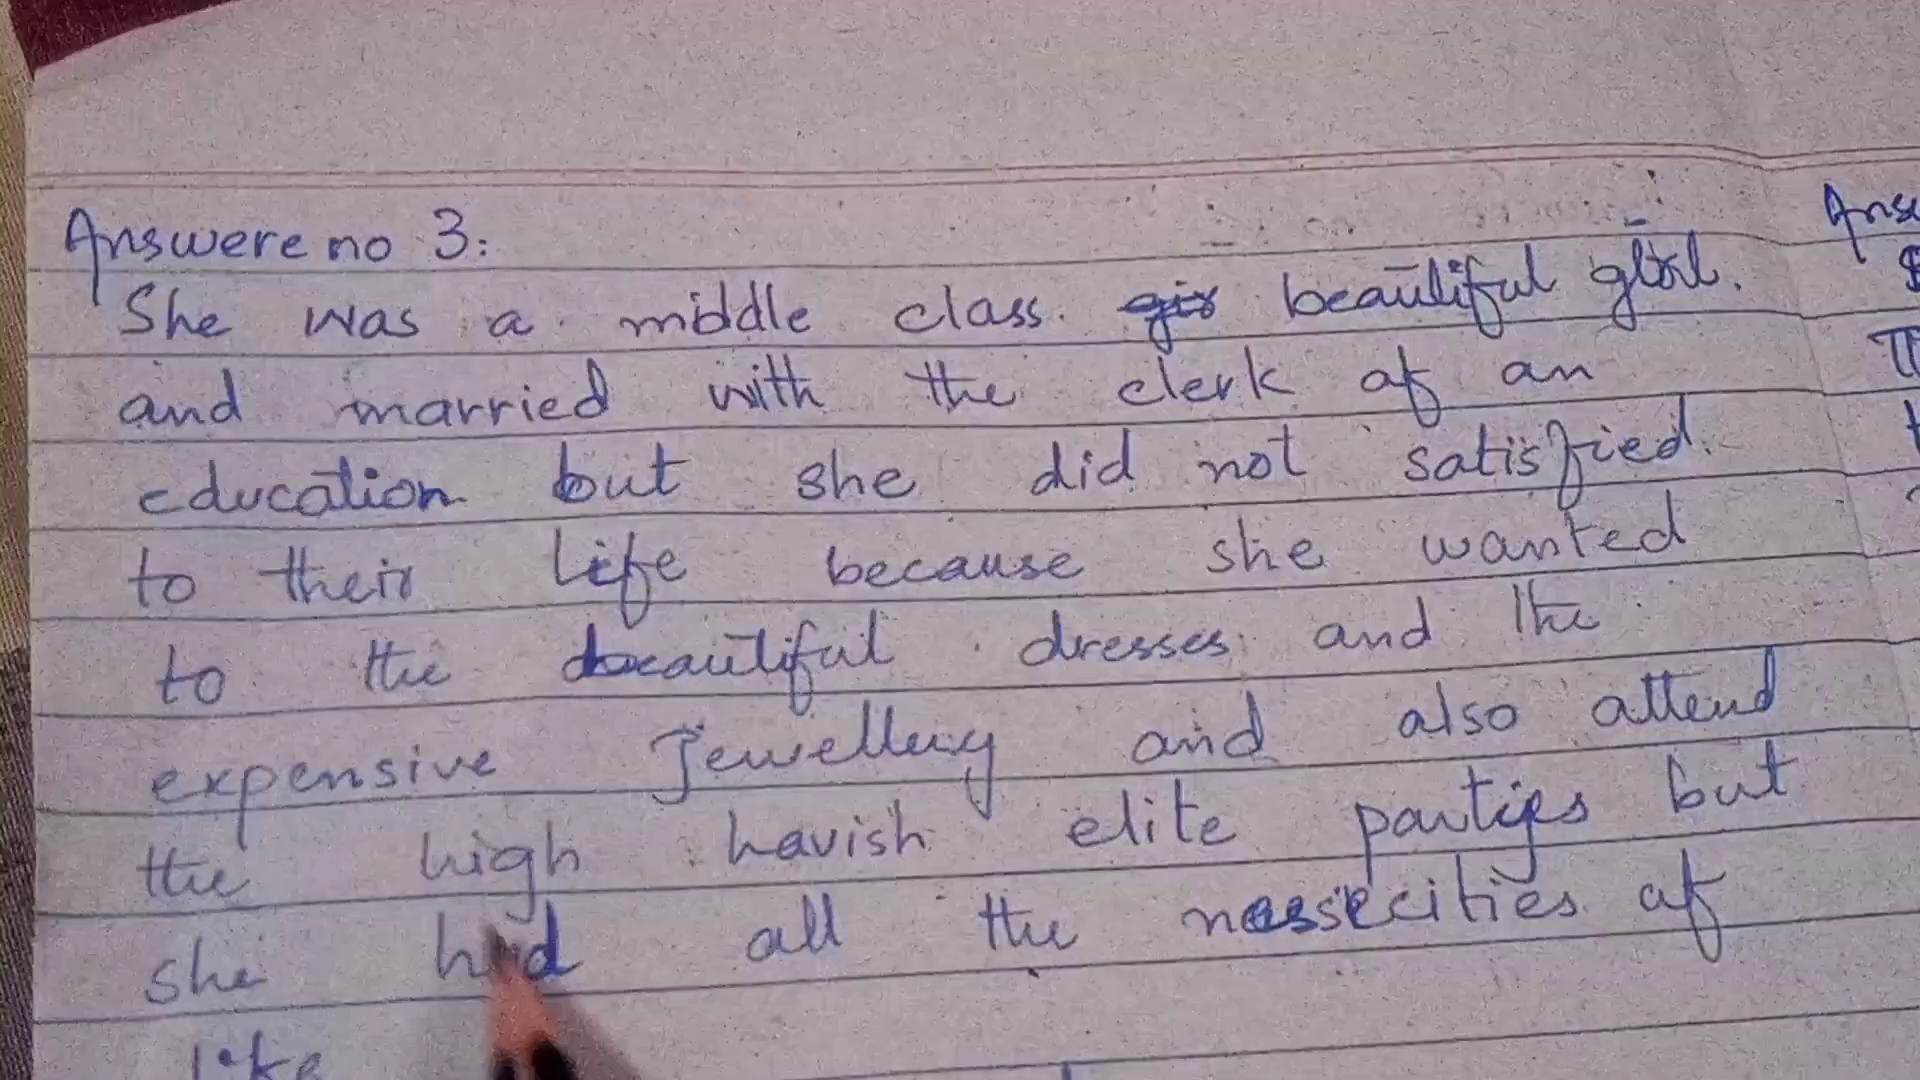 Answere no 3:
She was a middle class beautiful girl.
and married with the clerk of an
education but she did not satisfied.
to their life because she wanted
to the beautiful dresses and the
expensive Jewellery and also attend
the high lavish elite parties but
she had all the nessecities of
life